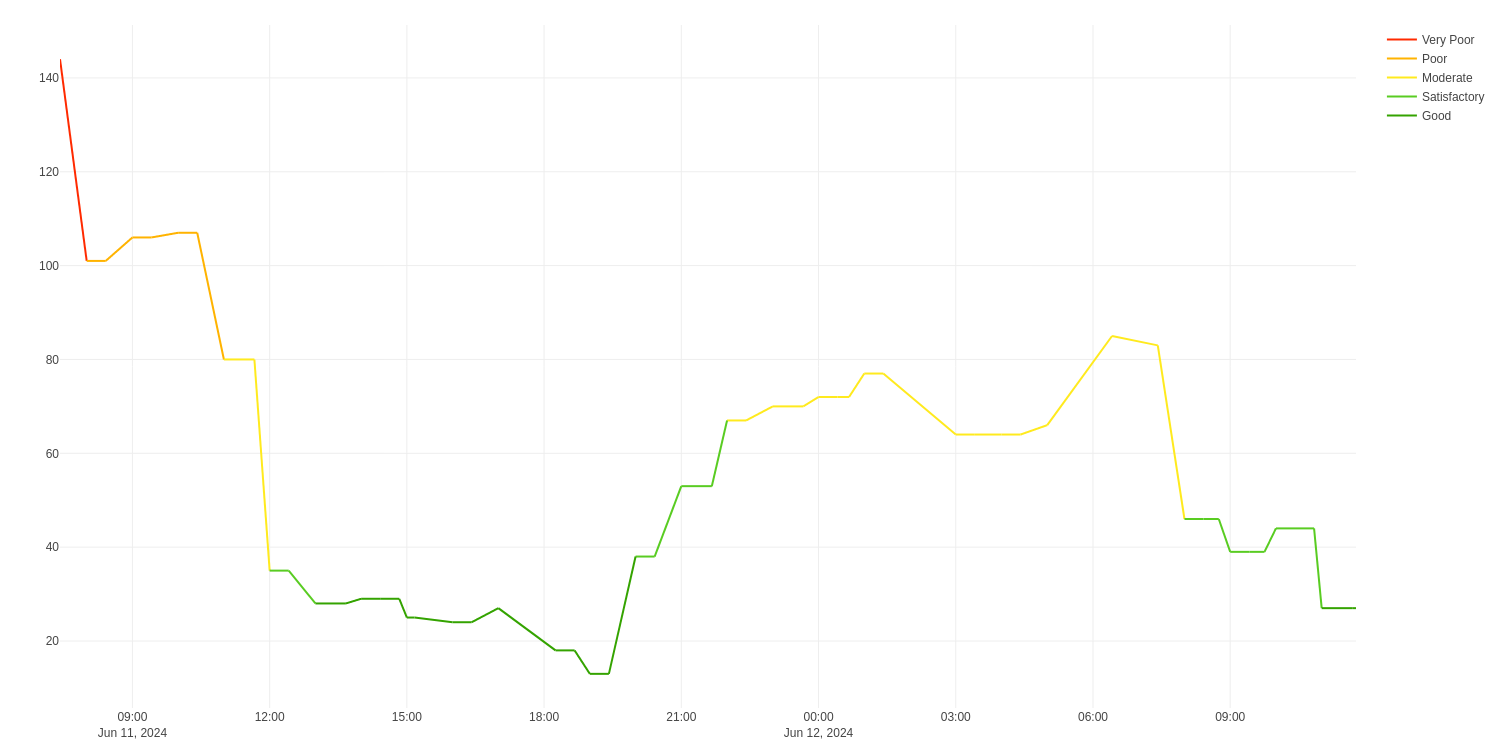 140
120
100
80
60
40
20
09:00
Jun 11, 2024
12:00
15:00
18:00
21:00
00:00
Jun 12, 2024
03:00
06:00
09:00
Very Poor
Poor
Moderate
Satisfactory
Good